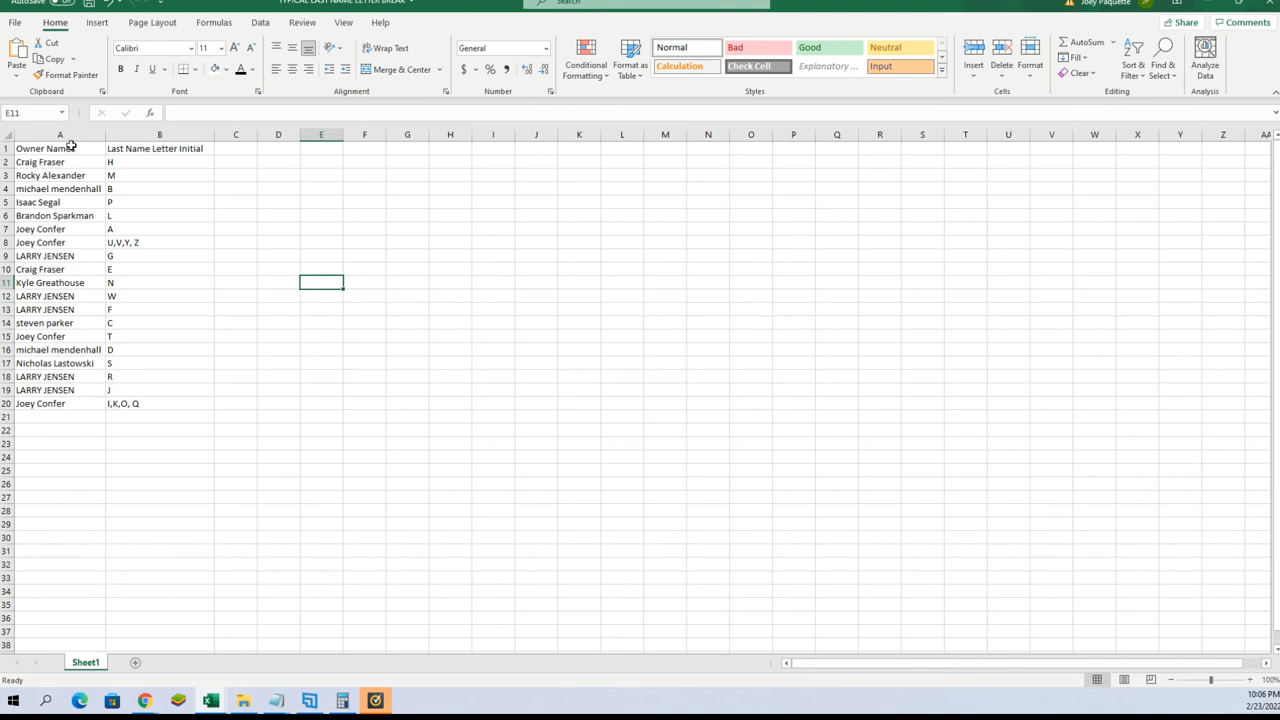 AutoSave Off TYPICAL LAST NAME LETTER BREAK Search Joey Paquette JP
File Home Insert Page Layout Formulas Data Review View Help Share Comments
Paste Cut Copy Format Painter Clipboard
Calibri 11 B I U Font
Wrap Text Merge & Center Alignment
General $ % Number
Conditional Formatting Format as Table
Normal Bad Good Neutral
Calculation Check Cell Explanatory ... Input
Styles
Insert Delete Format Cells
AutoSum Fill Clear Sort & Filter Find & Select Editing
Analyze Data Analysis
E11 fx
A B C D E F G H I J K L M N O P Q R S T U V W X Y Z AA
1 Owner Names Last Name Letter Initial
2 Craig Fraser H
3 Rocky Alexander M
4 michael mendenhall B
5 Isaac Segal P
6 Brandon Sparkman L
7 Joey Confer A
8 Joey Confer U,V,Y, Z
9 LARRY JENSEN G
10 Craig Fraser E
11 Kyle Greathouse N
12 LARRY JENSEN W
13 LARRY JENSEN F
14 steven parker C
15 Joey Confer T
16 michael mendenhall D
17 Nicholas Lastowski S
18 LARRY JENSEN R
19 LARRY JENSEN J
20 Joey Confer I,K,O, Q
21
22
23
24
25
26
27
28
29
30
31
32
33
34
35
36
37
38
Sheet1
Ready 100%
10:06 PM
2/23/2022